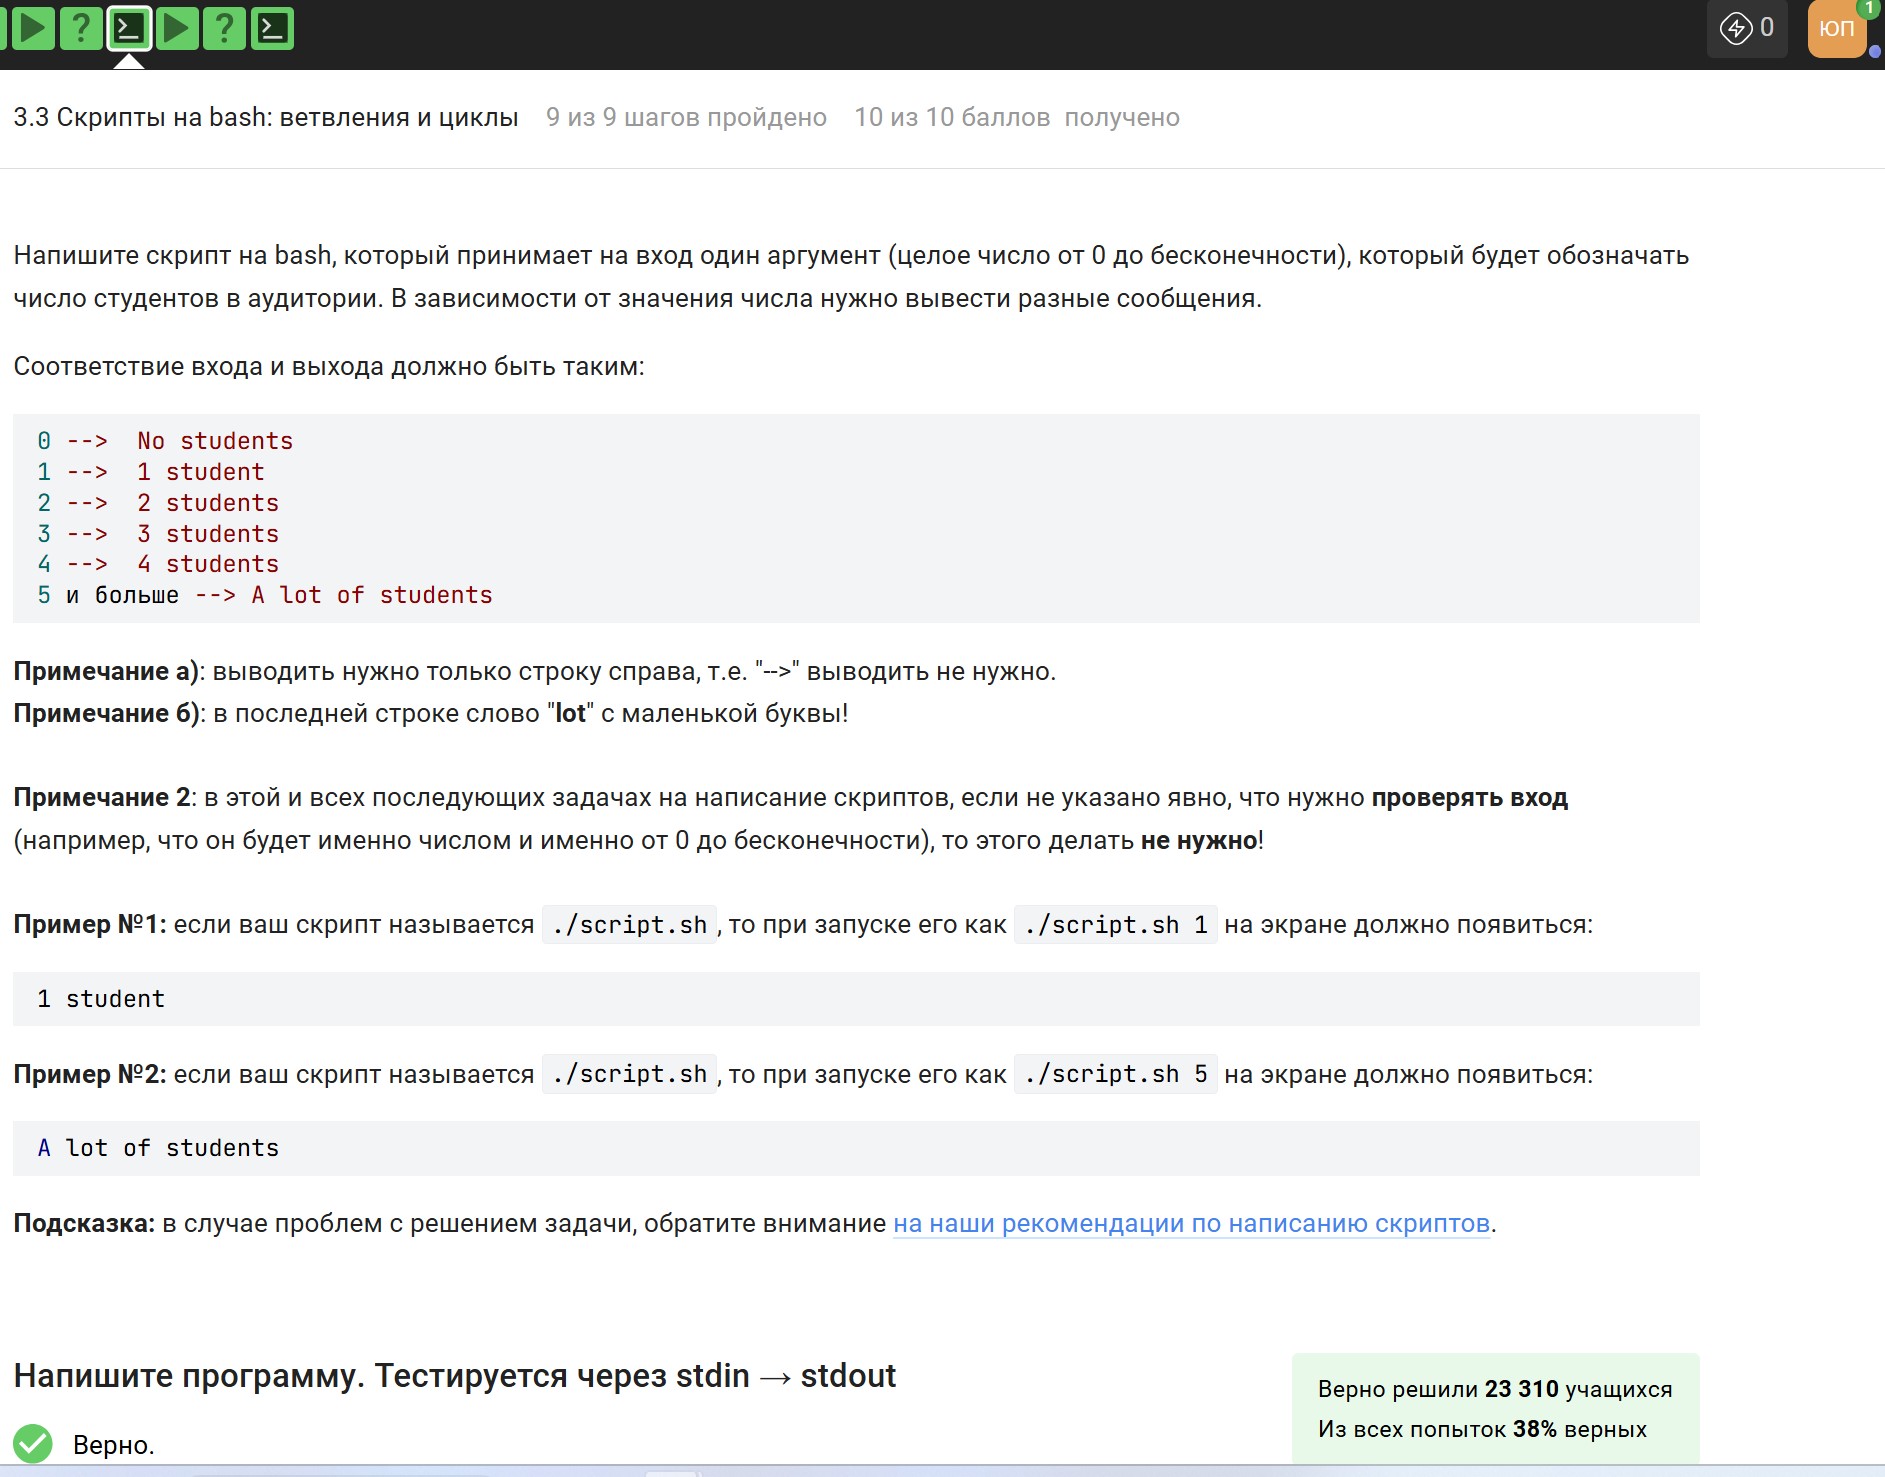 0
ЮП
1
3.3 Скрипты на bash: ветвления и циклы 9 из 9 шагов пройдено 10 из 10 баллов получено
Напишите скрипт на bash, который принимает на вход один аргумент (целое число от 0 до бесконечности), который будет обозначать
число студентов в аудитории. В зависимости от значения числа нужно вывести разные сообщения.
Соответствие входа и выхода должно быть таким:
0 --> No students
1 --> 1 student
2 --> 2 students
3 --> 3 students
4 --> 4 students
5 и больше --> A lot of students
Примечание а): выводить нужно только строку справа, т.е. "-->" выводить не нужно.
Примечание б): в последней строке слово "lot" с маленькой буквы!
Примечание 2: в этой и всех последующих задачах на написание скриптов, если не указано явно, что нужно проверять вход
(например, что он будет именно числом и именно от 0 до бесконечности), то этого делать не нужно!
Пример №1: если ваш скрипт называется ./script.sh, то при запуске его как ./script.sh 1 на экране должно появиться:
1 student
Пример №2: если ваш скрипт называется ./script.sh, то при запуске его как ./script.sh 5 на экране должно появиться:
A lot of students
Подсказка: в случае проблем с решением задачи, обратите внимание на наши рекомендации по написанию скриптов.
Напишите программу. Тестируется через stdin → stdout
Верно решили 23 310 учащихся
Из всех попыток 38% верных
Верно.